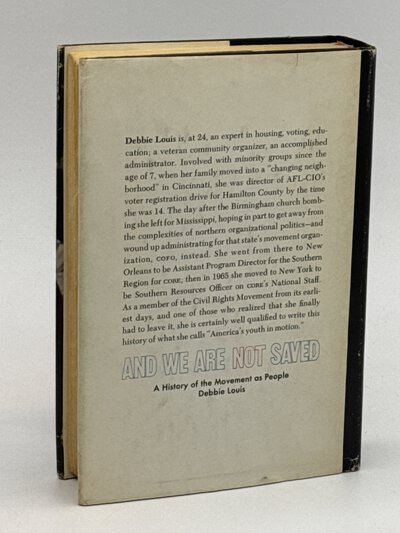 Debbie Louis is, at 24, an expert in housing, voting, edu-
cation; a veteran community organizer, an accomplished
administrator. Involved with minority groups since the
age of 7, when her family moved into a "changing neigh-
borhood" in Cincinnati, she was director of AFL-CIO's
voter registration drive for Hamilton County by the time
she was 14. The day after the Birmingham church bomb-
ing she left for Mississippi, hoping in part to get away from
the complexities of northern organizational politics—and
wound up administrating for that state's movement organ-
ization, COFO, instead. She went from there to New
Orleans to be Assistant Program Director for the Southern
Region for CORE, then in 1965 she moved to New York to
be Southern Resources Officer on CORE's National Staff.
As a member of the Civil Rights Movement from its earli-
est days, and one of those who realized that she finally
had to leave it, she is certainly well qualified to write this
history of what she calls "America's youth in motion."
AND WE ARE NOT SAVED
A History of the Movement as People
Debbie Louis